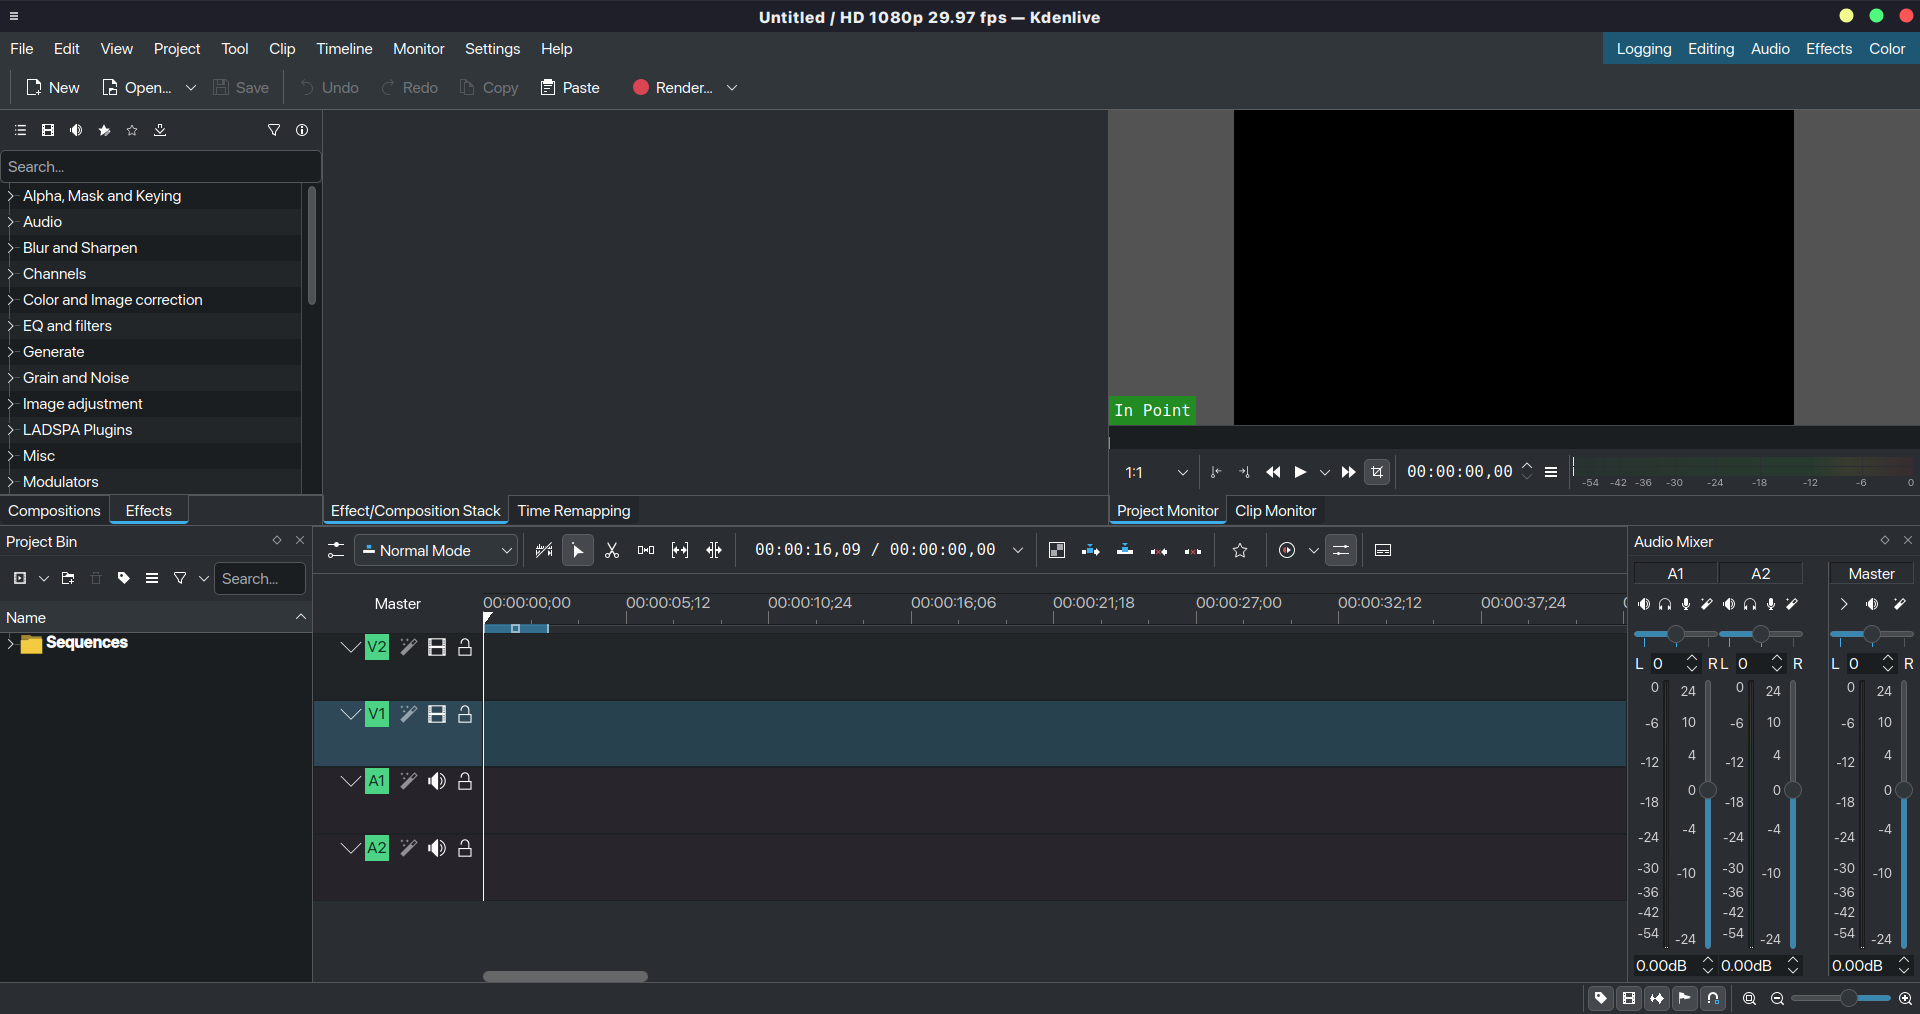 Untitled / HD 1080p 29.97 fps — Kdenlive
File Edit View Project Tool Clip Timeline Monitor Settings Help
Logging Editing Audio Effects Color
New Open... Save Undo Redo Copy Paste Render...
Search...
Alpha, Mask and Keying
Audio
Blur and Sharpen
Channels
Color and Image correction
EQ and filters
Generate
Grain and Noise
Image adjustment
LADSPA Plugins
Misc
Modulators
Compositions Effects
Effect/Composition Stack Time Remapping
In Point
1:1 00:00:00,00
-54 -42 -36 -30 -24 -18 -12 -6 0
Project Monitor Clip Monitor
Project Bin
Search...
Name
Sequences
Normal Mode 00:00:16,09 / 00:00:00,00
Master 00:00:00;00 00:00:05;12 00:00:10;24 00:00:16;06 00:00:21;18 00:00:27;00 00:00:32;12 00:00:37;24
V2
V1
A1
A2
Audio Mixer
A1 A2 Master
L 0 R L 0 R L 0 R
0 24 0 24 0 24
-6 10 -6 10 -6 10
4 4 4
-12 -12 -12
0 0 0
-18 -18 -18
-4 -4 -4
-24 -24 -24
-30 -10 -30 -10 -30 -10
-36 -36 -36
-42 -42 -42
-54 -24 -54 -24 -54 -24
0.00dB 0.00dB 0.00dB